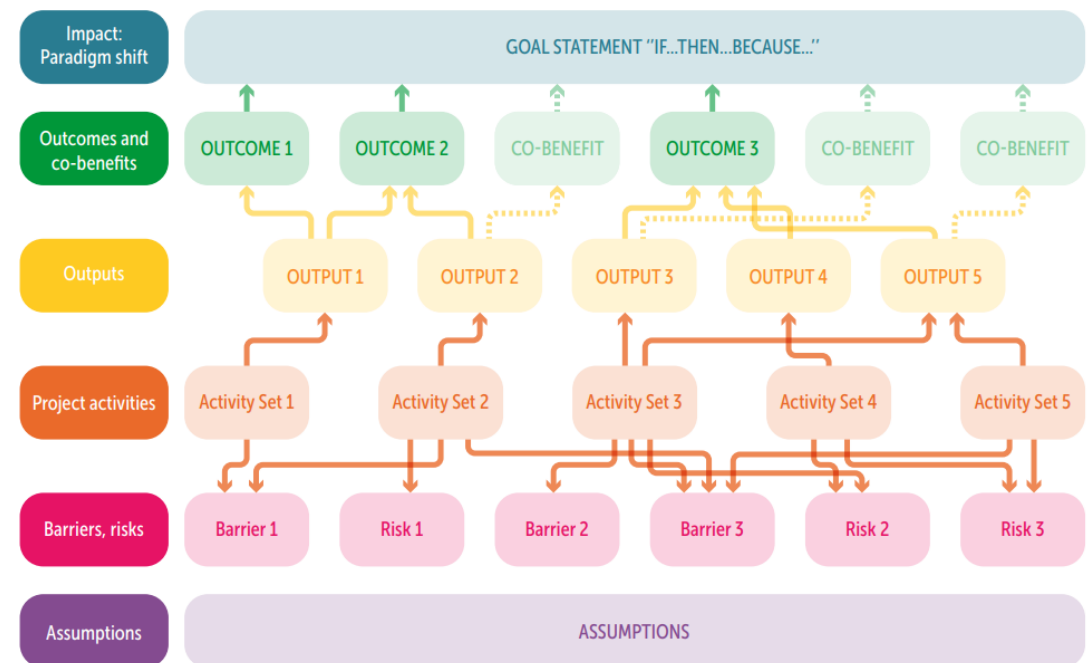 Impact:
Paradigm shift
GOAL STATEMENT "IF...THEN...BECAUSE..."
Outcomes and
co-benefits
OUTCOME 1
OUTCOME 2
CO-BENEFIT
OUTCOME 3
CO-BENEFIT
CO-BENEFIT
Outputs
OUTPUT 1
OUTPUT 2
OUTPUT 3
OUTPUT 4
OUTPUT 5
Project activities
Activity Set 1
Activity Set 2
Activity Set 3
Activity Set 4
Activity Set 5
Barriers, risks
Barrier 1
Risk 1
Barrier 2
Barrier 3
Risk 2
Risk 3
Assumptions
ASSUMPTIONS